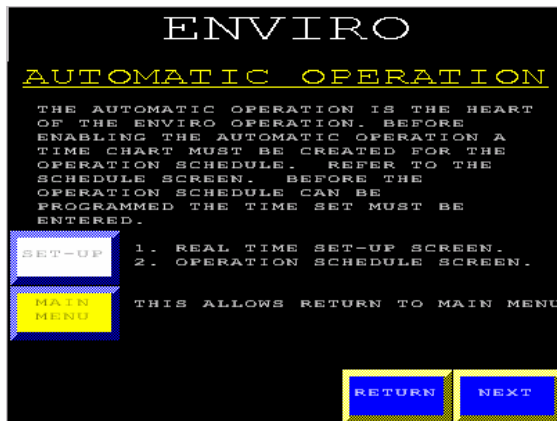 ENVIRO
AUTOMATIC OPERATION
THE AUTOMATIC OPERATION IS THE HEART
OF THE ENVIRO OPERATION. BEFORE
ENABLING THE AUTOMATIC OPERATION A
TIME CHART MUST BE CREATED FOR THE
OPERATION SCHEDULE. REFER TO THE
SCHEDULE SCREEN. BEFORE THE
OPERATION SCHEDULE CAN BE
PROGRAMMED THE TIME SET MUST BE
ENTERED.
SET-UP
1. REAL TIME SET-UP SCREEN.
2. OPERATION SCHEDULE SCREEN.
MAIN
MENU
THIS ALLOWS RETURN TO MAIN MENU
RETURN
NEXT